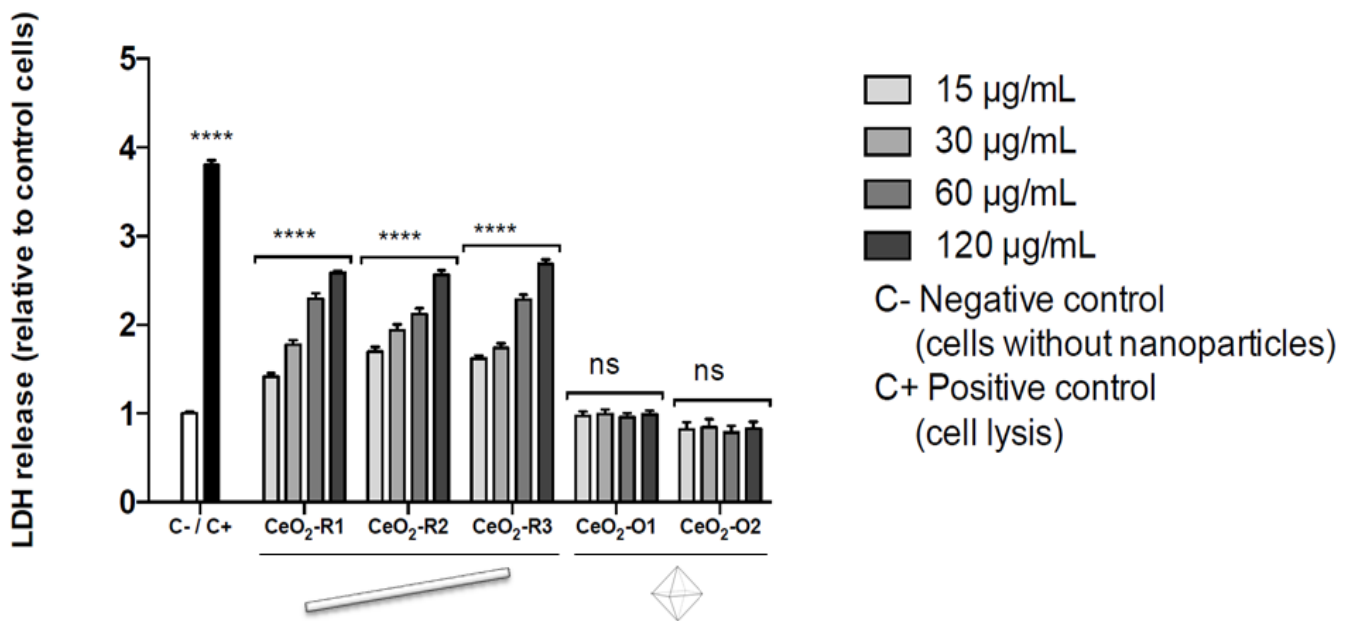 LDH release (relative to control cells)
5
4
3
2
1
0
****
****
****
****
ns
ns
C- / C+
CeO₂-R1
CeO₂-R2
CeO₂-R3
CeO₂-O1
CeO₂-O2
15 µg/mL
30 µg/mL
60 µg/mL
120 µg/mL
C- Negative control
(cells without nanoparticles)
C+ Positive control
(cell lysis)